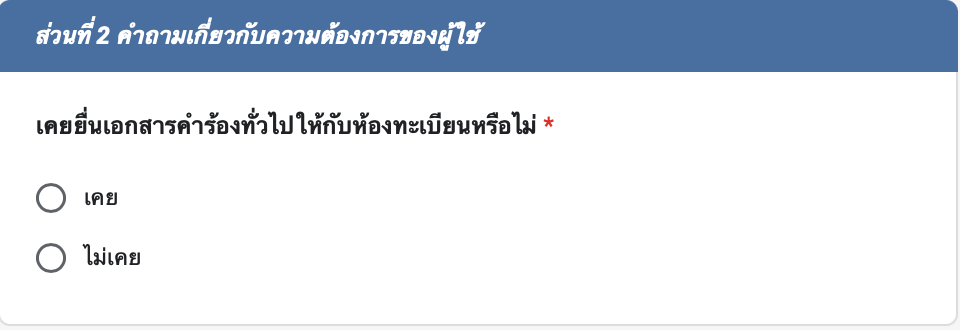 ส่วนที่ 2 คำถามเกี่ยวกับความต้องการของผู้ใช้
เคยยื่นเอกสารคำร้องทั่วไปให้กับห้องทะเบียนหรือไม่ *
เคย
ไม่เคย